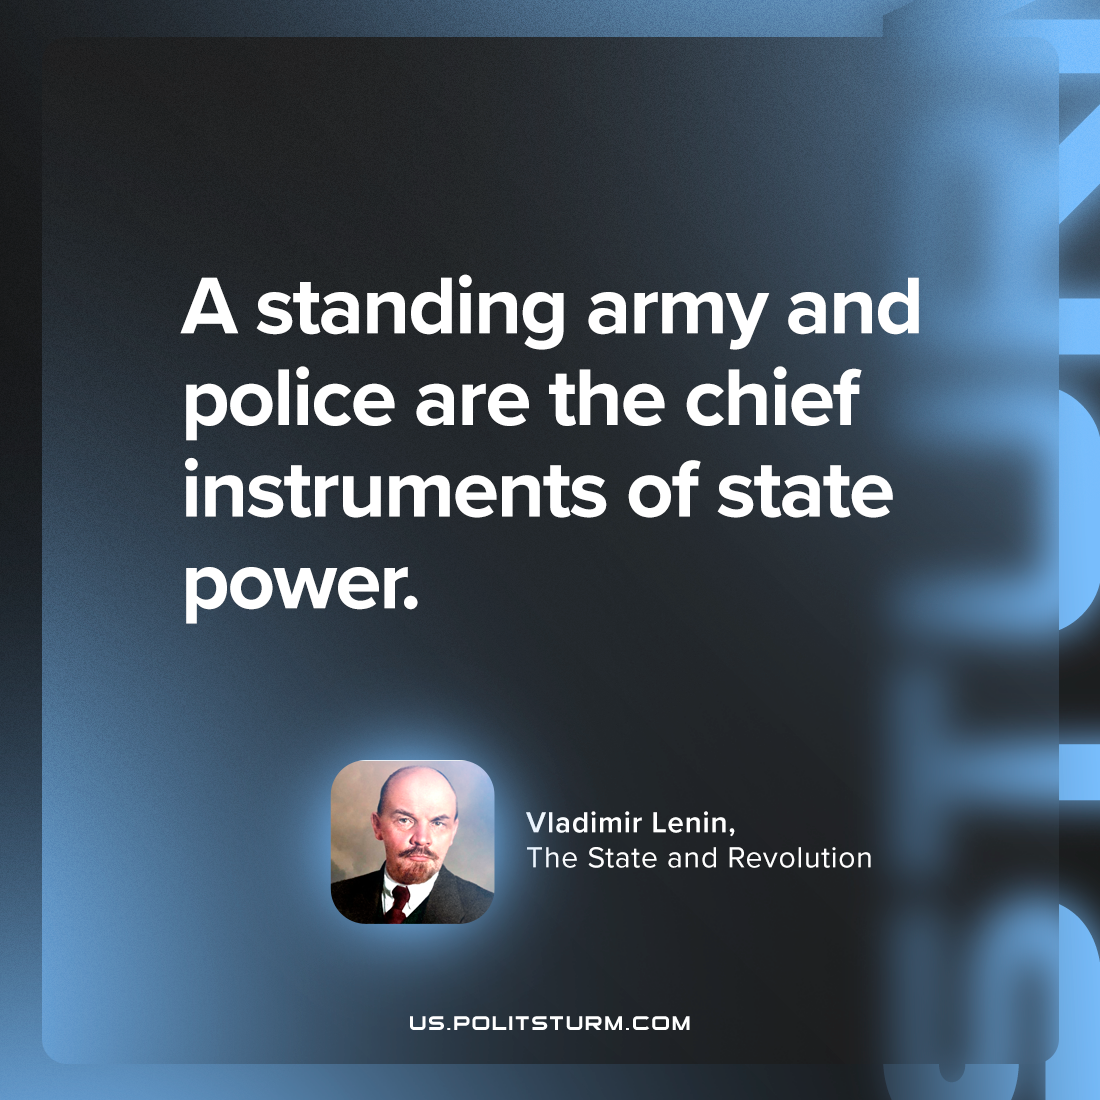 A standing army and
police are the chief
instruments of state
power.
Vladimir Lenin,
The State and Revolution
US.POLITSTURM.COM